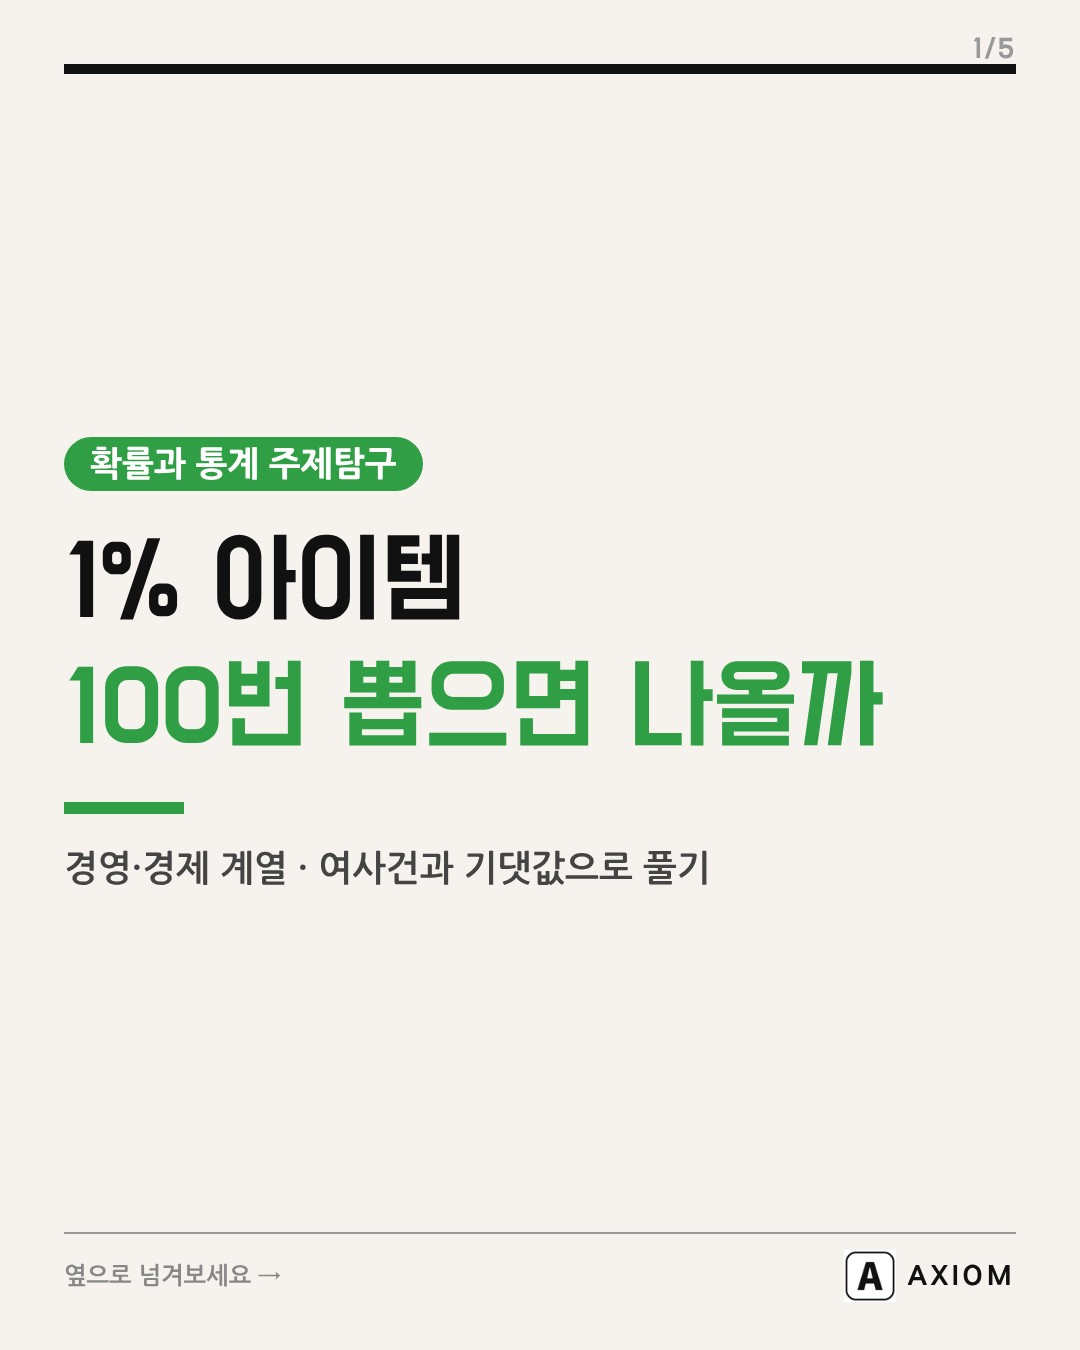 1/5
확률과 통계 주제탐구
1% 아이템
100번 뽑으면 나올까
경영·경제 계열 · 여사건과 기댓값으로 풀기
옆으로 넘겨보세요 →
A AXIOM